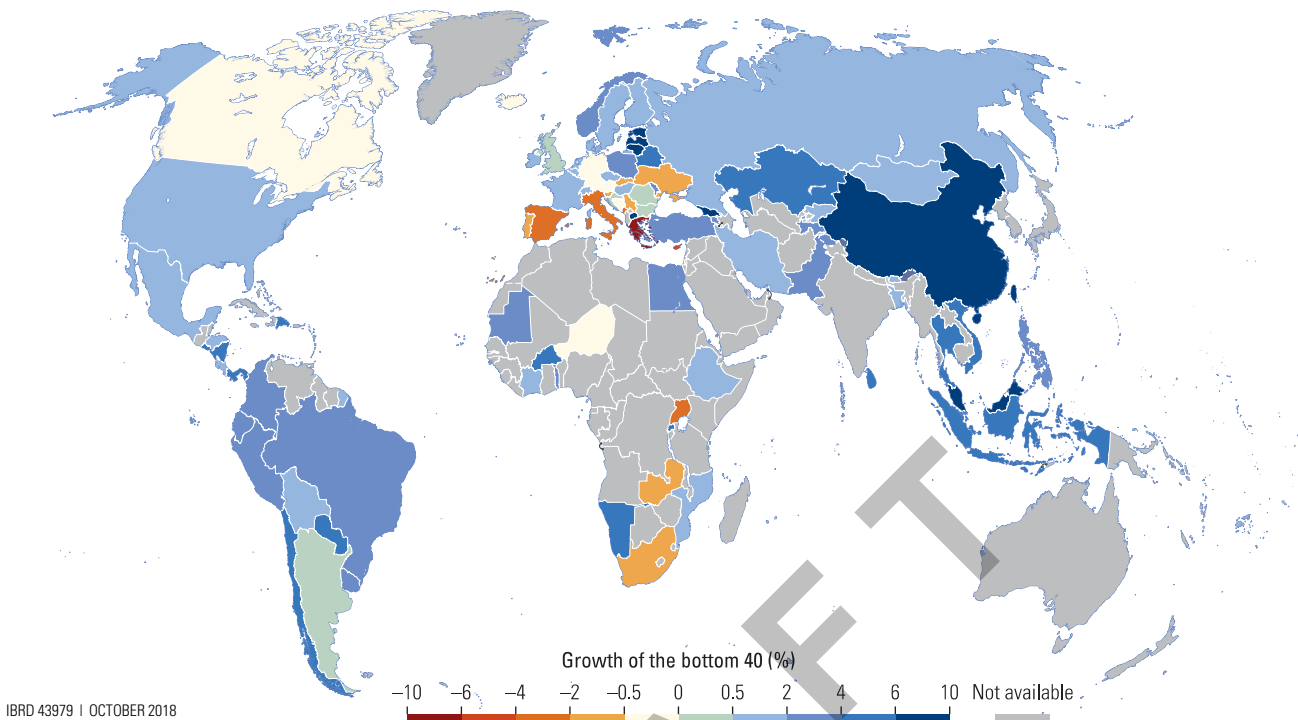 F T
Growth of the bottom 40 (%)
−10 −6 −4 −2 −0.5 0 0.5 2 4 6 10 Not available
IBRD 43979 | OCTOBER 2018